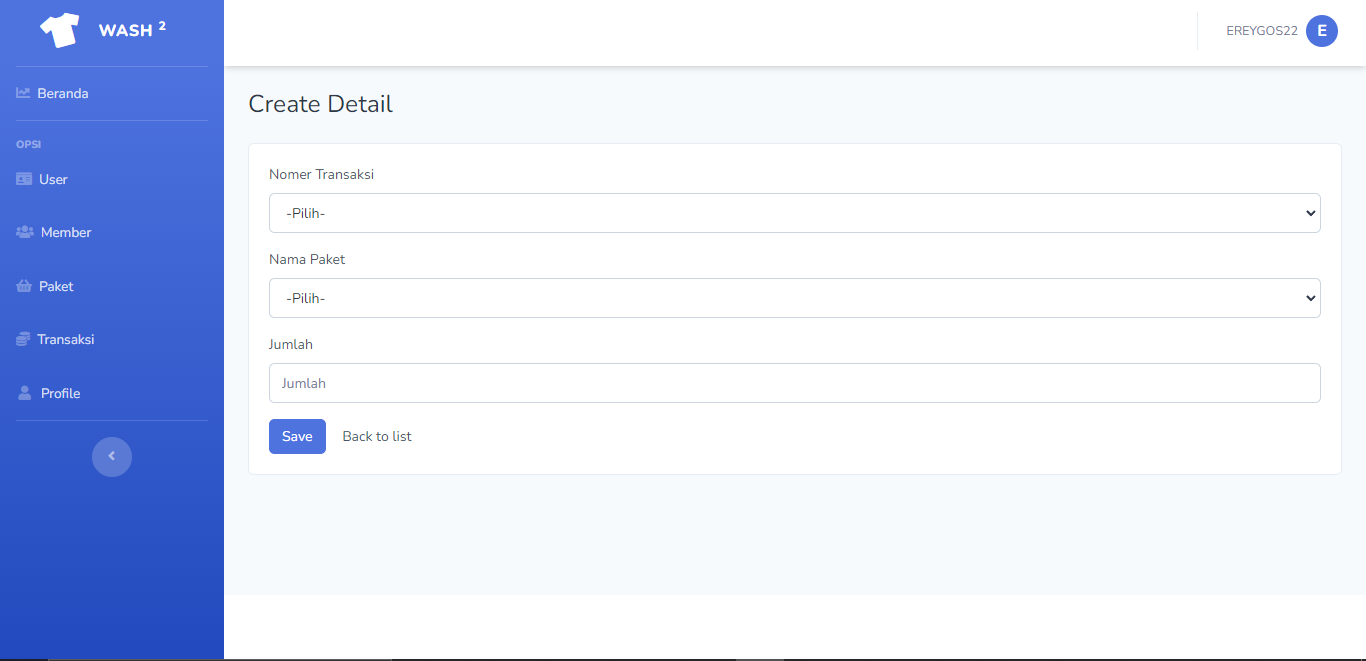 WASH 2
Beranda
OPSI
User
Member
Paket
Transaksi
Profile
EREYGOS22 E
Create Detail
Nomer Transaksi
-Pilih-
Nama Paket
-Pilih-
Jumlah
Jumlah
Save Back to list